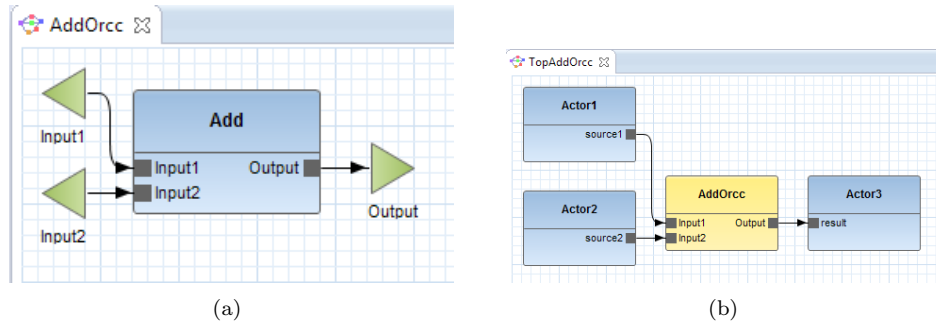 AddOrcc
Add
Input1
Input1
Output
Input2
Input2
Output
(a)
TopAddOrcc
Actor1
source1
Actor2
source2
AddOrcc
Input1
Output
Input2
Actor3
result
(b)